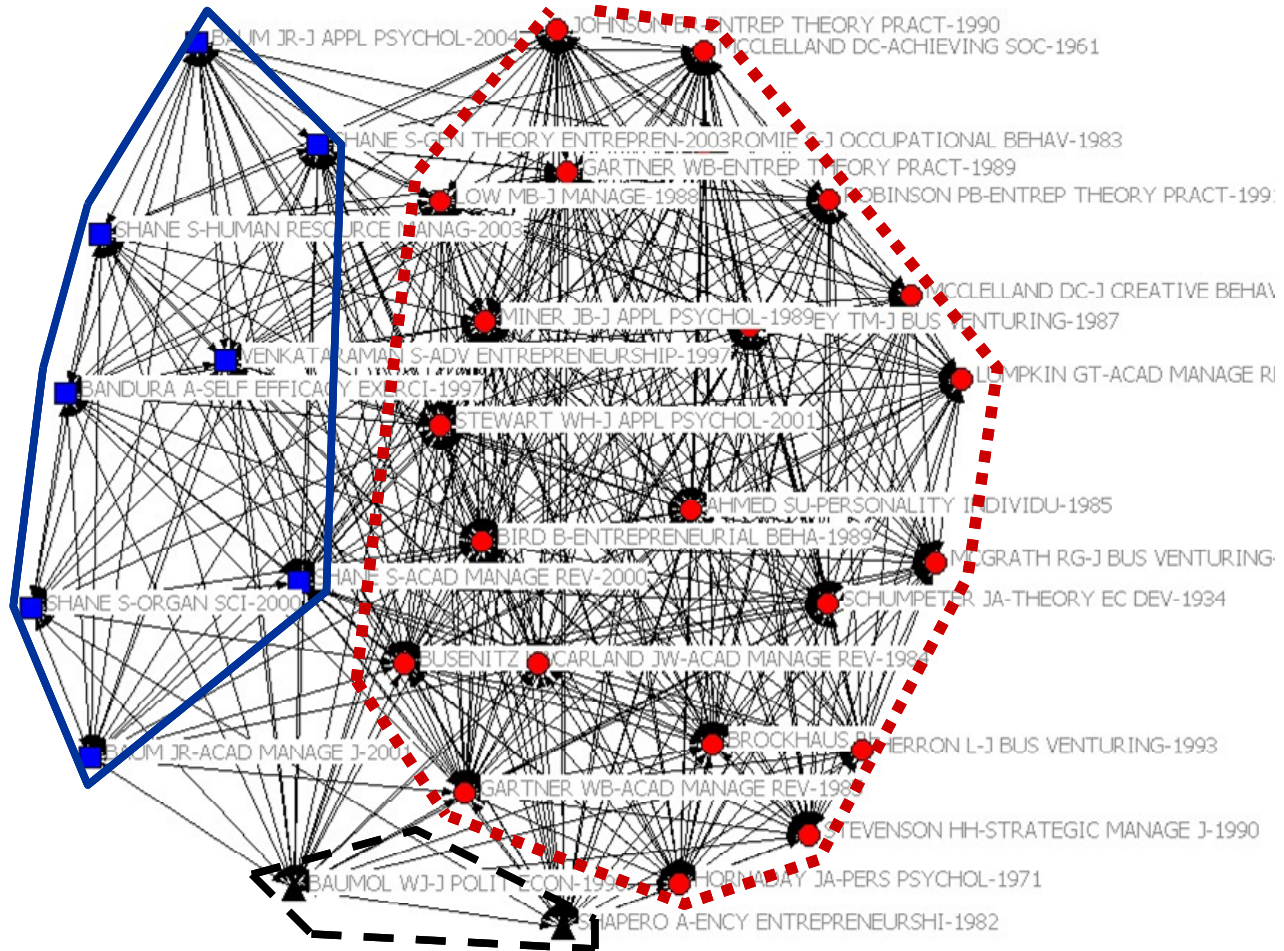 JOHNSON BR-ENTREP THEORY PRACT-1990
BAUM JR-J APPL PSYCHOL-2004
MCCLELLAND DC-ACHIEVING SOC-1961
SHANE S-GEN THEORY ENTREPREN-2003
ROMIE S-J OCCUPATIONAL BEHAV-1983
GARTNER WB-ENTREP THEORY PRACT-1989
LOW MB-J MANAGE-1988
ROBINSON PB-ENTREP THEORY PRACT-1991
SHANE S-HUMAN RESOURCE MANAG-2003
MCCLELLAND DC-J CREATIVE BEHAV
MINER JB-J APPL PSYCHOL-1989
EY TM-J BUS VENTURING-1987
VENKATARAMAN S-ADV ENTREPRENEURSHIP-1997
LUMPKIN GT-ACAD MANAGE RE
BANDURA A-SELF EFFICACY EXERCI-1997
STEWART WH-J APPL PSYCHOL-2001
AHMED SU-PERSONALITY INDIVIDU-1985
BIRD B-ENTREPRENEURIAL BEHA-1989
MCGRATH RG-J BUS VENTURING-
SHANE S-ACAD MANAGE REV-2000
SHANE S-ORGAN SCI-2000
SCHUMPETER JA-THEORY EC DEV-1934
BUSENITZ
CARLAND JW-ACAD MANAGE REV-1984
BROCKHAUS
HERRON L-J BUS VENTURING-1993
BAUM JR-ACAD MANAGE J-200
GARTNER WB-ACAD MANAGE REV-198
STEVENSON HH-STRATEGIC MANAGE J-1990
BAUMOL WJ-J POLIT ECON-199
HORNADAY JA-PERS PSYCHOL-1971
SHAPERO A-ENCY ENTREPRENEURSHI-1982